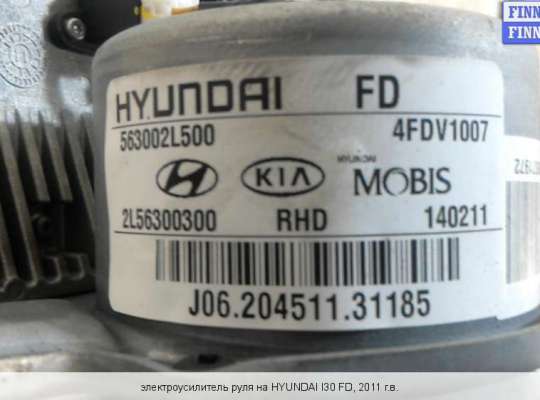 FINN
FINN
HYUNDAI FD
563002L500 4FDV1007
KIA HYUNDAI MOBIS
2L56300300 RHD 140211
J06.204511.31185
электроусилитель руля на HYUNDAI I30 FD, 2011 г.в.